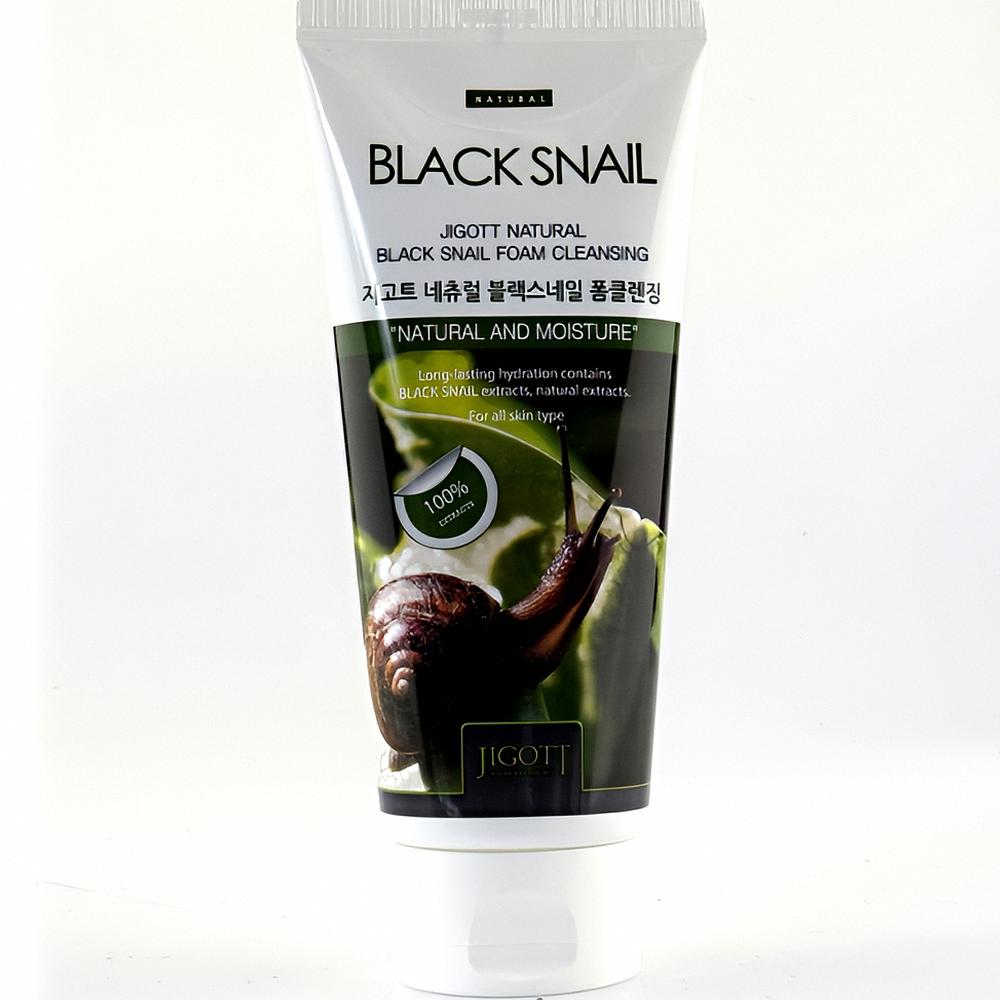 NATURAL
BLACK SNAIL
JIGOTT NATURAL
BLACK SNAIL FOAM CLEANSING
지고트 네츄럴 블랙스네일 폼클렌징
"NATURAL AND MOISTURE"
Long-lasting hydration contains
BLACK SNAIL extracts, natural extracts.
For all skin type
100%
JIGOTT